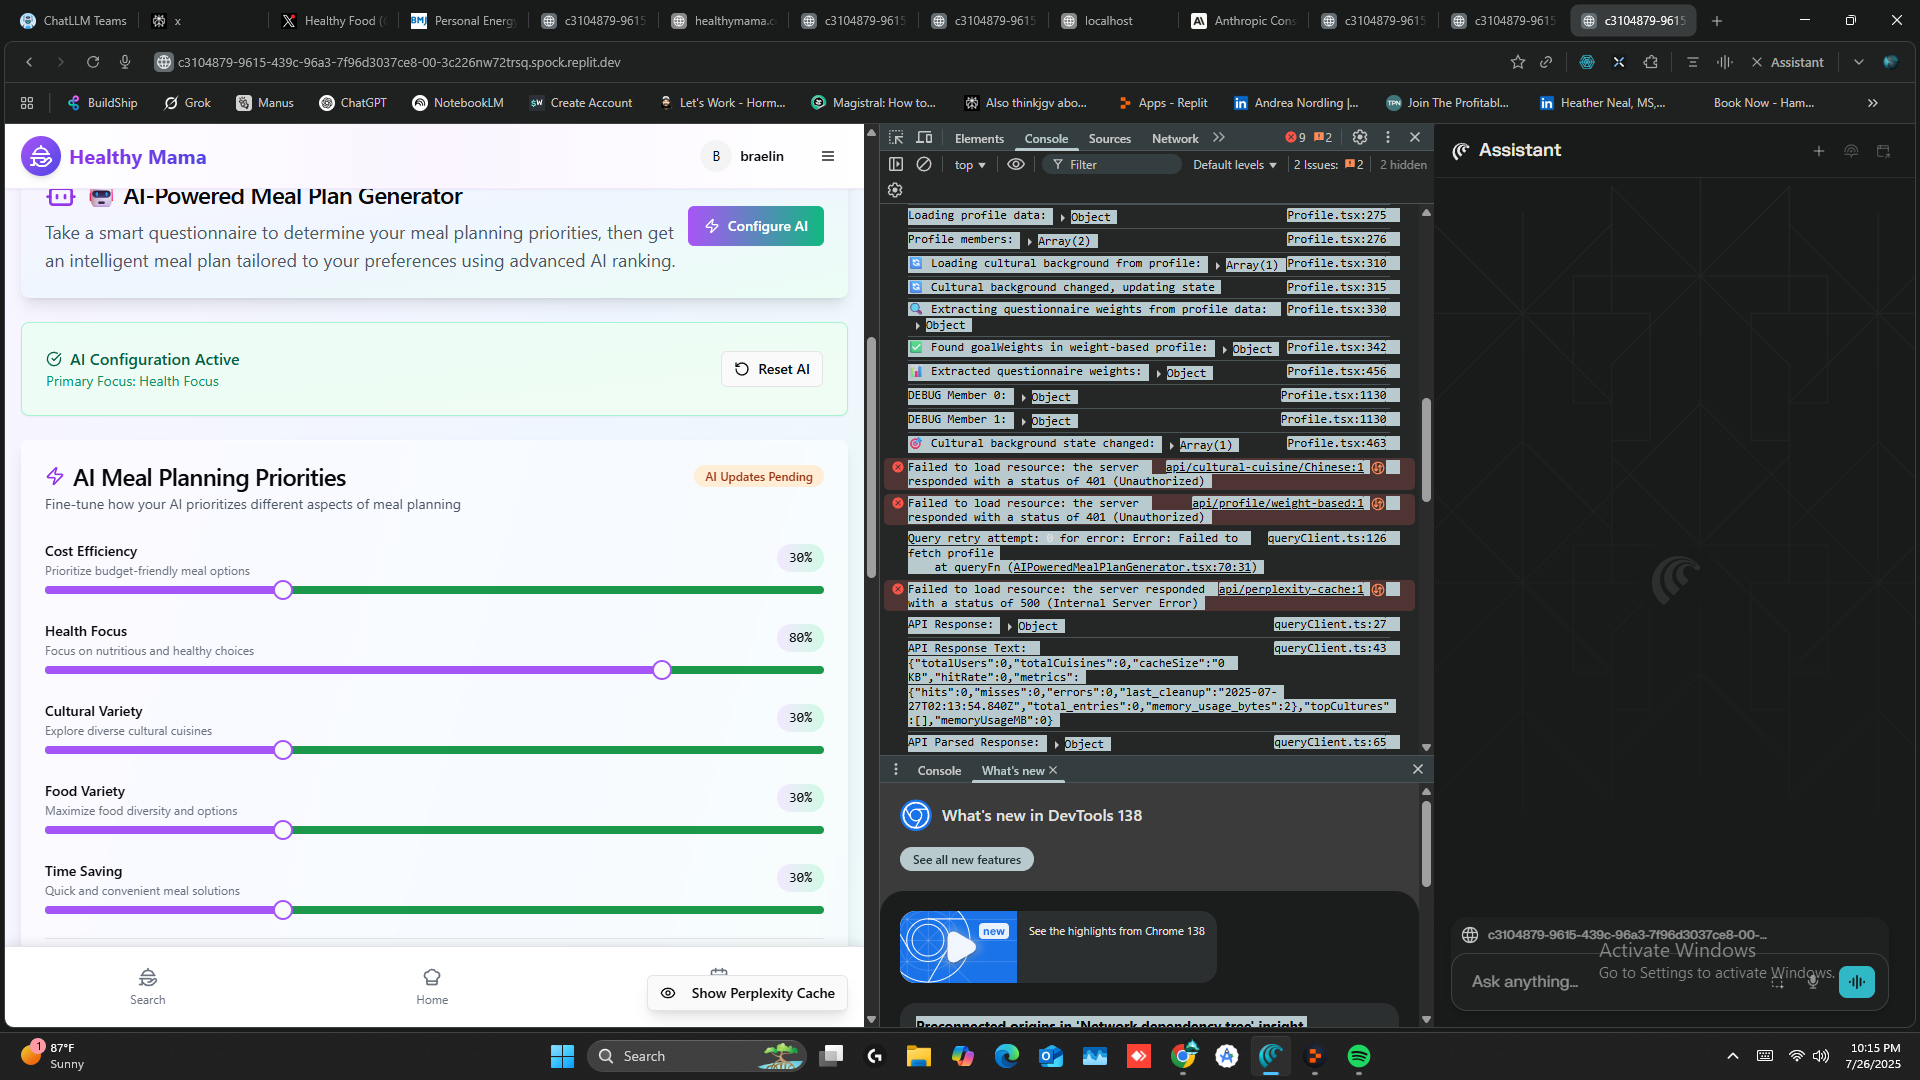 ChatLLM Teams
x
Healthy Food (
Personal Energy
c3104879-9615
healthymama.c
c3104879-9615
c3104879-9615
localhost
Anthropic Cons
c3104879-9615
c3104879-9615
c3104879-9615
c3104879-9615-439c-96a3-7f96d3037ce8-00-3c226nw72trsq.spock.replit.dev
Assistant
BuildShip
Grok
Manus
ChatGPT
NotebookLM
Create Account
Let's Work - Horm...
Magistral: How to...
Also thinkjgv abo...
Apps - Replit
Andrea Nordling |...
Join The Profitabl...
Heather Neal, MS,...
Book Now - Ham...
Healthy Mama
B braelin
AI-Powered Meal Plan Generator
Take a smart questionnaire to determine your meal planning priorities, then get
an intelligent meal plan tailored to your preferences using advanced AI ranking.
Configure AI
AI Configuration Active
Primary Focus: Health Focus
Reset AI
AI Meal Planning Priorities
AI Updates Pending
Fine-tune how your AI prioritizes different aspects of meal planning
Cost Efficiency
Prioritize budget-friendly meal options
30%
Health Focus
Focus on nutritious and healthy choices
80%
Cultural Variety
Explore diverse cultural cuisines
30%
Food Variety
Maximize food diversity and options
30%
Time Saving
Quick and convenient meal solutions
30%
Search
Home
Show Perplexity Cache
Elements Console Sources Network 9 2
top Filter Default levels 2 Issues: 2 2 hidden
Loading profile data: Object Profile.tsx:275
Profile members: Array(2) Profile.tsx:276
Loading cultural background from profile: Array(1) Profile.tsx:310
Cultural background changed, updating state Profile.tsx:315
Extracting questionnaire weights from profile data: Profile.tsx:330
Object
Found goalWeights in weight-based profile: Object Profile.tsx:342
Extracted questionnaire weights: Object Profile.tsx:456
DEBUG Member 0: Object Profile.tsx:1130
DEBUG Member 1: Object Profile.tsx:1130
Cultural background state changed: Array(1) Profile.tsx:463
Failed to load resource: the server api/cultural-cuisine/Chinese:1
responded with a status of 401 (Unauthorized)
Failed to load resource: the server api/profile/weight-based:1
responded with a status of 401 (Unauthorized)
Query retry attempt: 0 for error: Error: Failed to queryClient.ts:126
fetch profile
at queryFn (AIPoweredMealPlanGenerator.tsx:70:31)
Failed to load resource: the server responded api/perplexity-cache:1
with a status of 500 (Internal Server Error)
API Response: Object queryClient.ts:27
API Response Text: queryClient.ts:43
{"totalUsers":0,"totalCuisines":0,"cacheSize":"0
KB","hitRate":0,"metrics":
{"hits":0,"misses":0,"errors":0,"last_cleanup":"2025-07-
27T02:13:54.840Z","total_entries":0,"memory_usage_bytes":2},"topCultures"
:[],"memoryUsageMB":0}
API Parsed Response: Object queryClient.ts:65
Console What's new
What's new in DevTools 138
See all new features
new
See the highlights from Chrome 138
Preconnected origins in 'Network dependency tree' insight
Assistant
c3104879-9615-439c-96a3-7f96d3037ce8-00-...
Activate Windows
Go to Settings to activate Windows.
Ask anything...
1
87°F
Sunny
Search
10:15 PM
7/26/2025